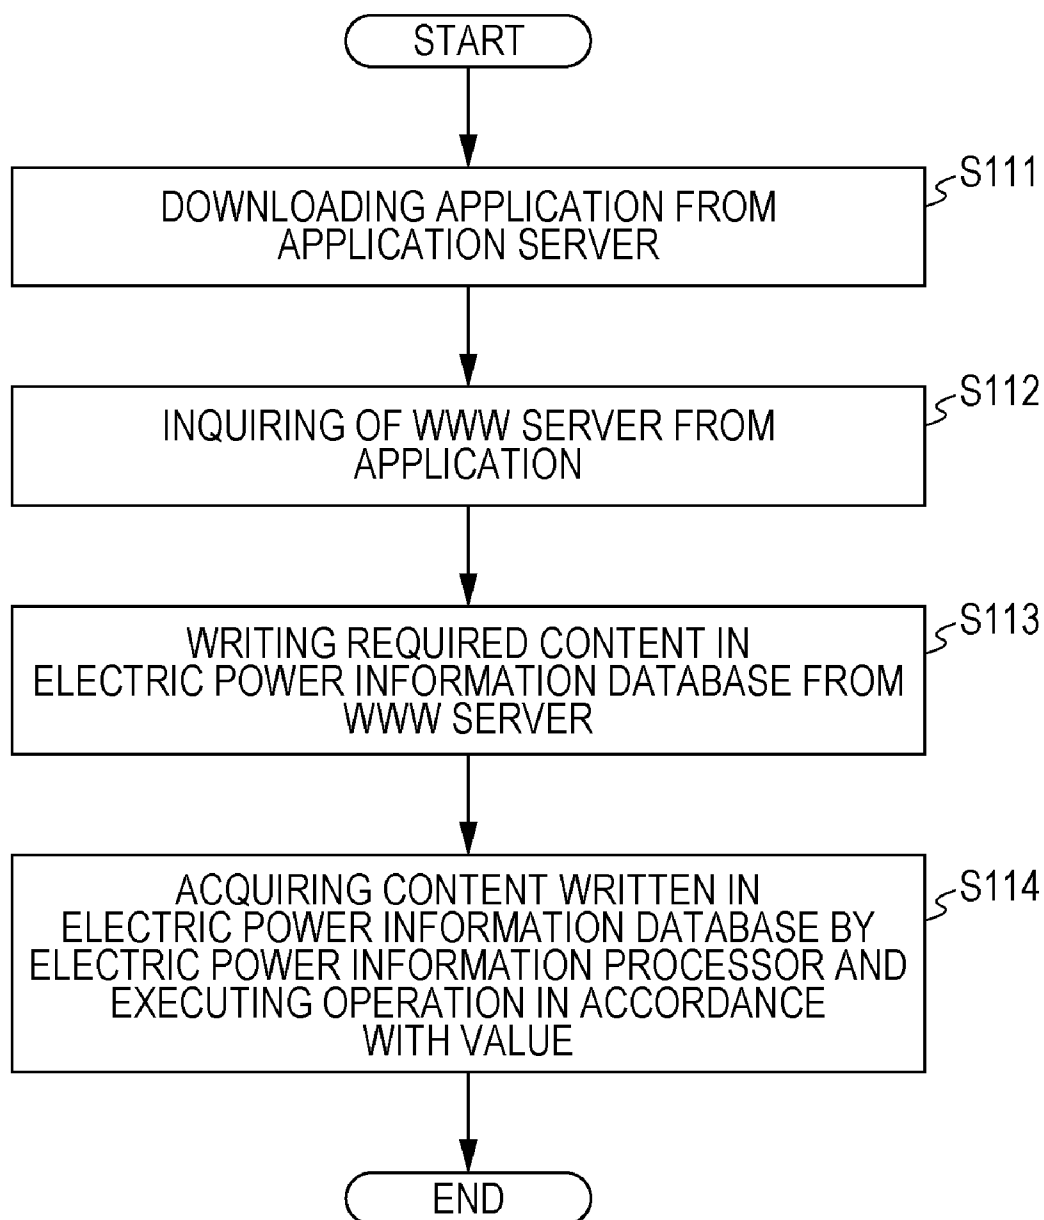 START
S111
DOWNLOADING APPLICATION FROM
APPLICATION SERVER
S112
INQUIRING OF WWW SERVER FROM
APPLICATION
S113
WRITING REQUIRED CONTENT IN
ELECTRIC POWER INFORMATION DATABASE FROM
WWW SERVER
S114
ACQUIRING CONTENT WRITTEN IN
ELECTRIC POWER INFORMATION DATABASE BY
ELECTRIC POWER INFORMATION PROCESSOR AND
EXECUTING OPERATION IN ACCORDANCE
WITH VALUE
END